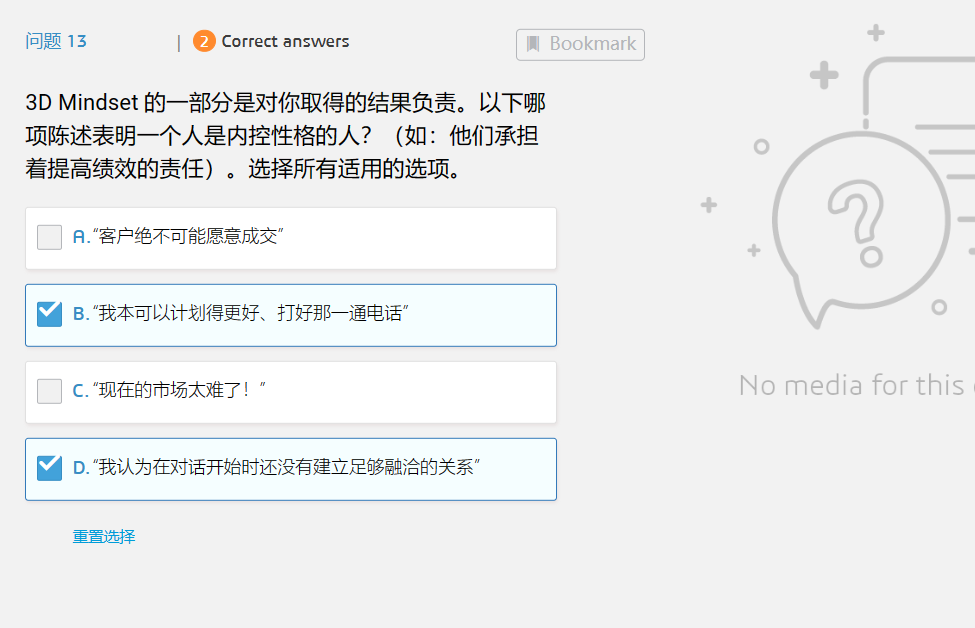 问题 13 | 2 Correct answers
Bookmark
3D Mindset 的一部分是对你取得的结果负责。以下哪
项陈述表明一个人是内控性格的人？（如：他们承担
着提高绩效的责任）。选择所有适用的选项。
A.“客户绝不可能愿意成交”
B.“我本可以计划得更好、打好那一通电话”
C.“现在的市场太难了！”
D.“我认为在对话开始时还没有建立足够融洽的关系”
重置选择
No media for this